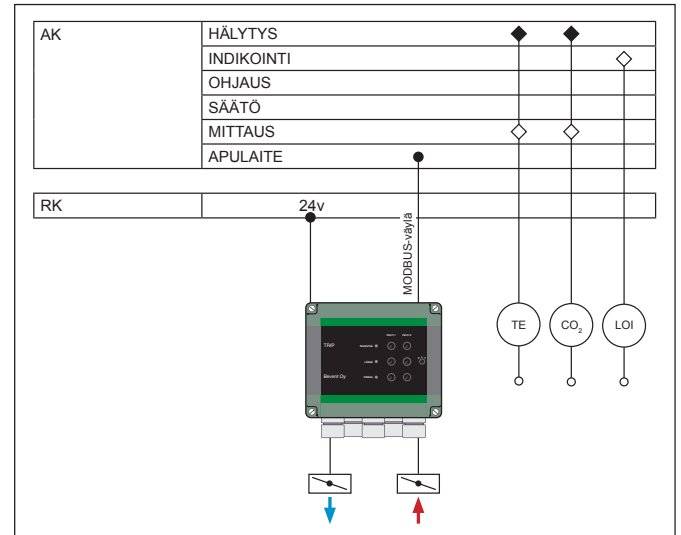 AK
HÄLYTYS
INDIKOINTI
OHJAUS
SÄÄTÖ
MITTAUS
APULAITE
RK
24v
MODBUS-väylä
TRIP
Bevent Oy
TE
CO₂
LOI